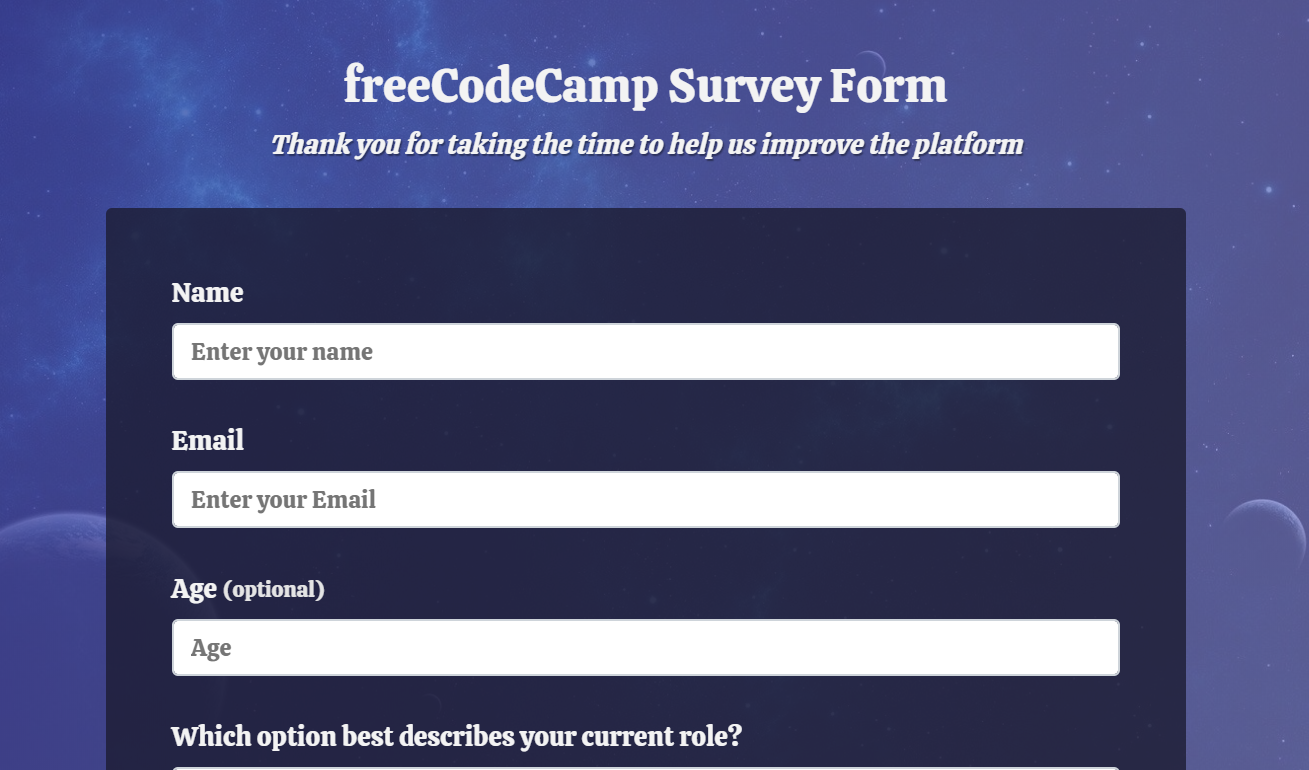 freeCodeCamp Survey Form
Thank you for taking the time to help us improve the platform
Name
Enter your name
Email
Enter your Email
Age (optional)
Age
Which option best describes your current role?